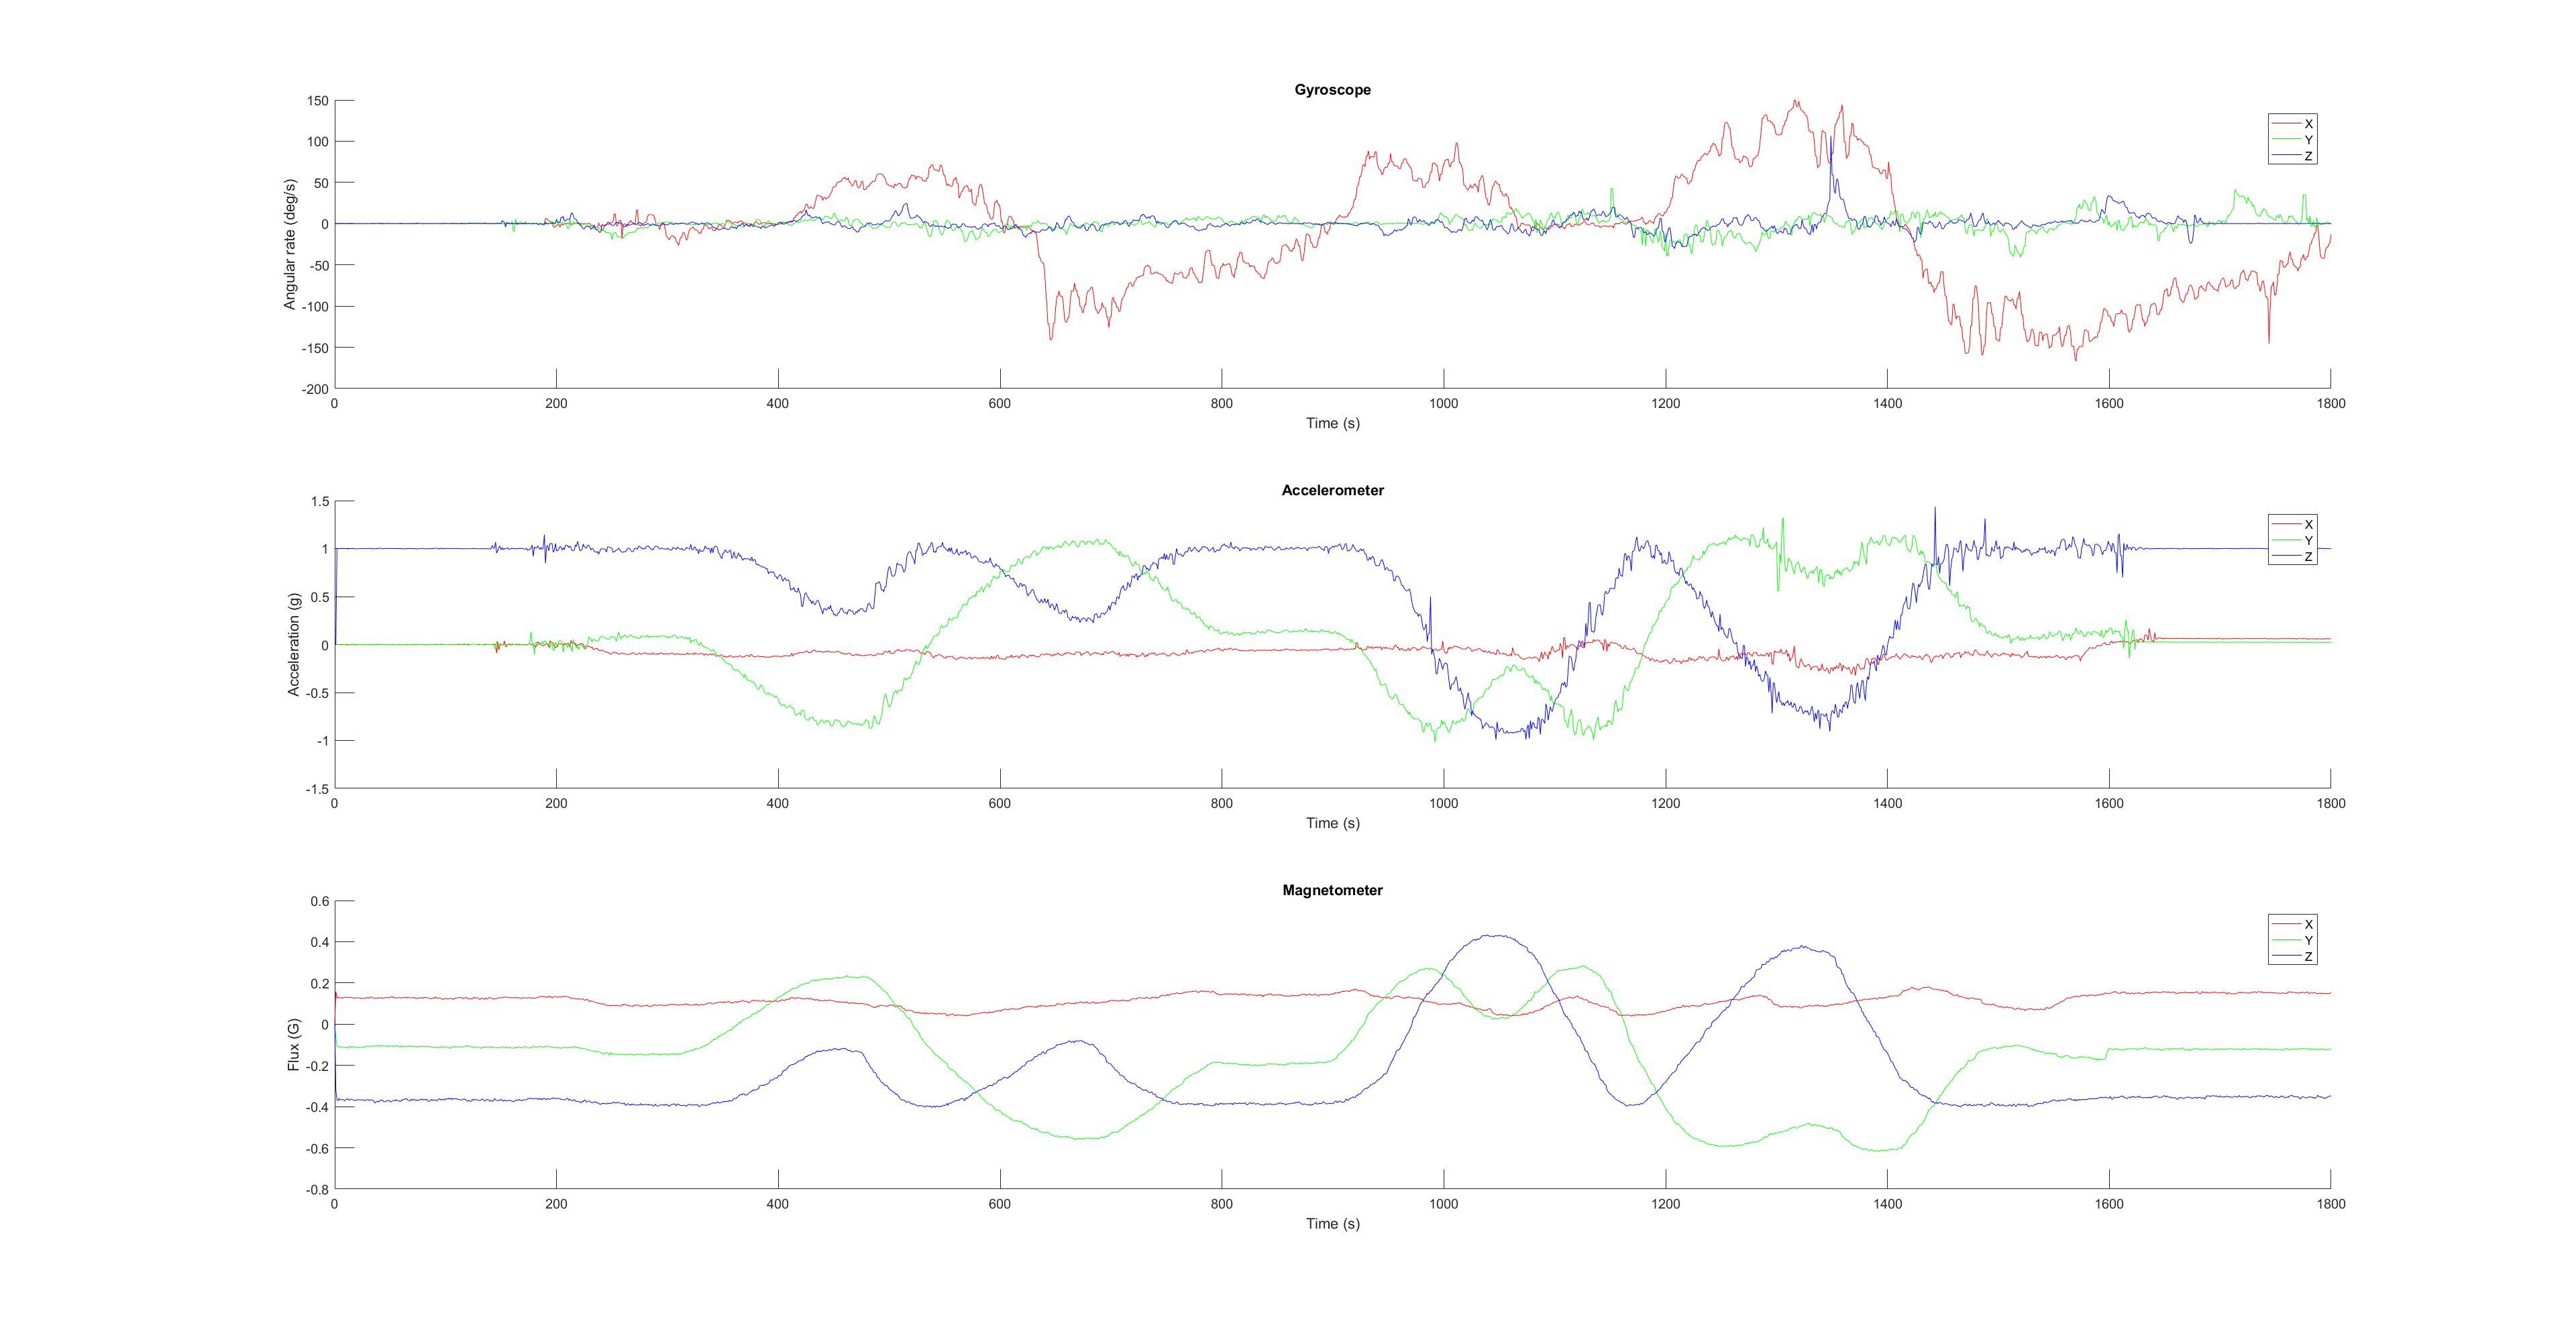 Gyroscope
150
100
50
0
-50
-100
-150
-200
Angular rate (deg/s)
X
Y
Z
0 200 400 600 800 1000 1200 1400 1600 1800
Time (s)
Accelerometer
1.5
1
0.5
0
-0.5
-1
-1.5
Acceleration (g)
X
Y
Z
0 200 400 600 800 1000 1200 1400 1600 1800
Time (s)
Magnetometer
0.6
0.4
0.2
0
-0.2
-0.4
-0.6
-0.8
Flux (G)
X
Y
Z
0 200 400 600 800 1000 1200 1400 1600 1800
Time (s)